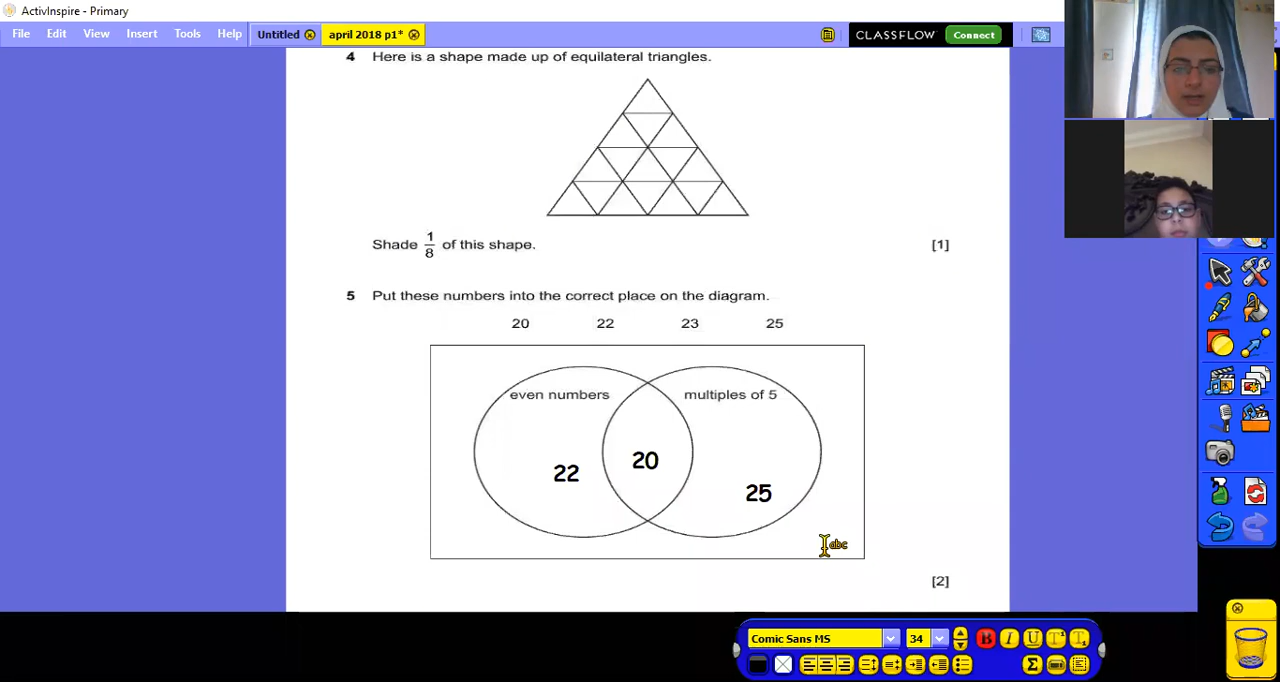 ActivInspire - Primary
File Edit View Insert Tools Help Untitled april 2018 p1* CLASSFLOW Connect
4 Here is a shape made up of equilateral triangles.
Shade 1/8 of this shape. [1]
5 Put these numbers into the correct place on the diagram.
20 22 23 25
even numbers multiples of 5
22 20 25
abc
[2]
Comic Sans MS 34 B I U T T
Σ